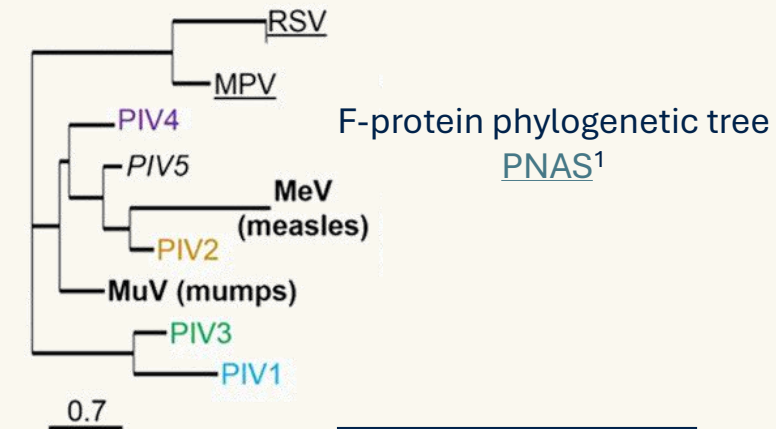 RSV
MPV
PIV4
F-protein phylogenetic tree
PNAS¹
PIV5
MeV
(measles)
PIV2
MuV (mumps)
PIV3
PIV1
0.7